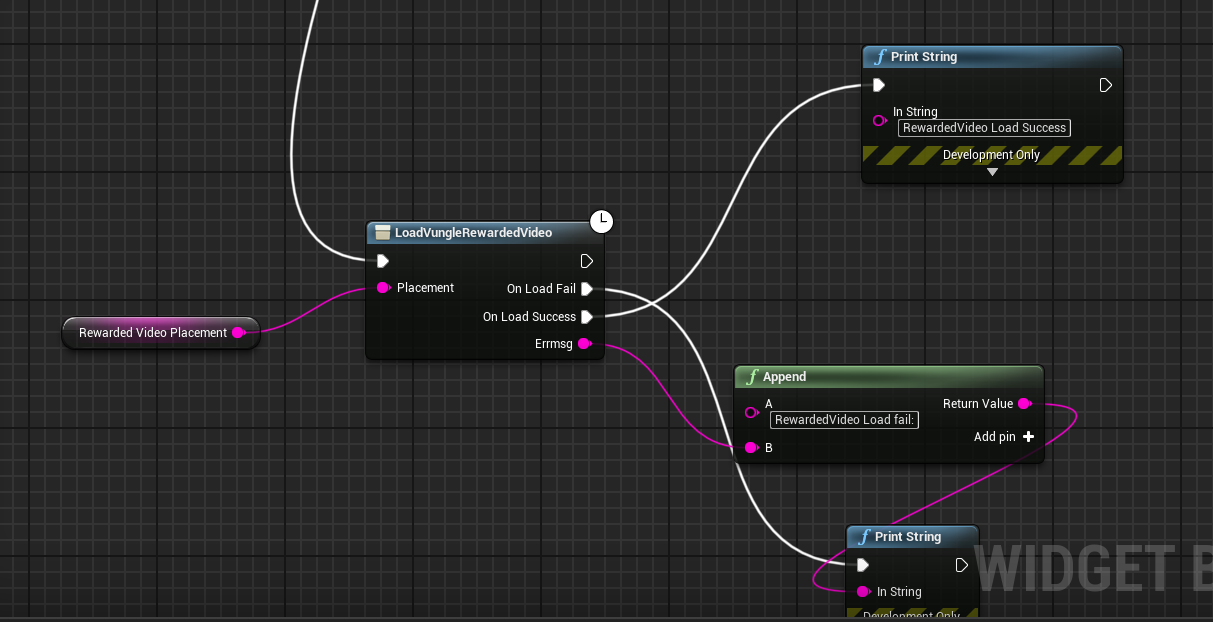 Print String
In String
RewardedVideo Load Success
Development Only
LoadVungleRewardedVideo
Placement
On Load Fail
On Load Success
Errmsg
Rewarded Video Placement
Append
A
RewardedVideo Load fail:
Return Value
Add pin
B
Print String
In String
Development Only
WIDGET B